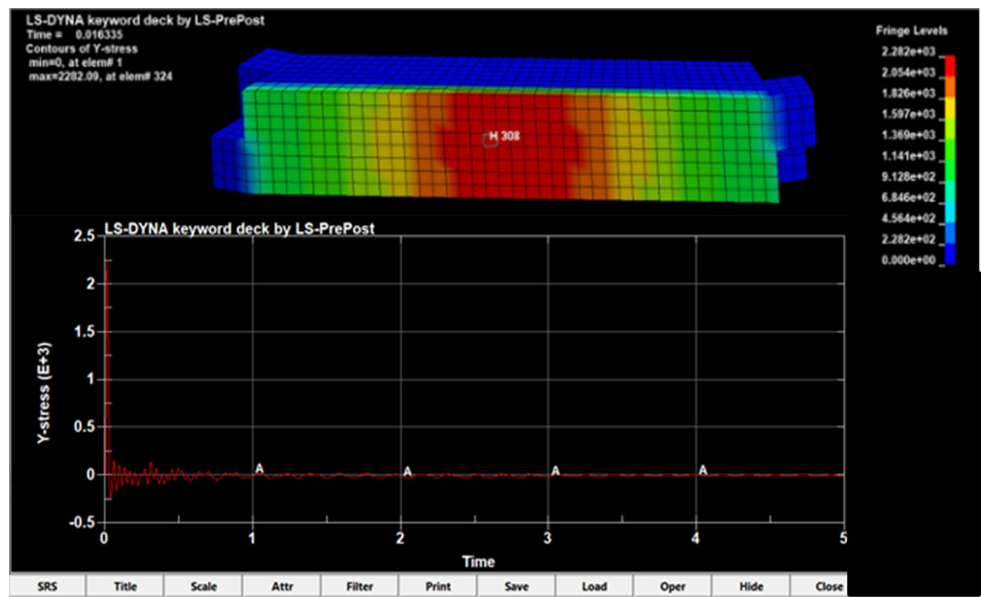 LS-DYNA keyword deck by LS-PrePost
Time =    0.016335
Contours of Y-stress
min=0, at elem# 1
max=2282.09, at elem# 324
Fringe Levels
2.282e+03
2.054e+03
1.826e+03
1.597e+03
1.369e+03
1.141e+03
9.128e+02
6.846e+02
4.564e+02
2.282e+02
0.000e+00
H 308
LS-DYNA keyword deck by LS-PrePost
2.5
2
1.5
1
0.5
0
-0.5
Y-stress (E+3)
A A A A
0 1 2 3 4 5
Time
SRS Title Scale Attr Filter Print Save Load Oper Hide Close